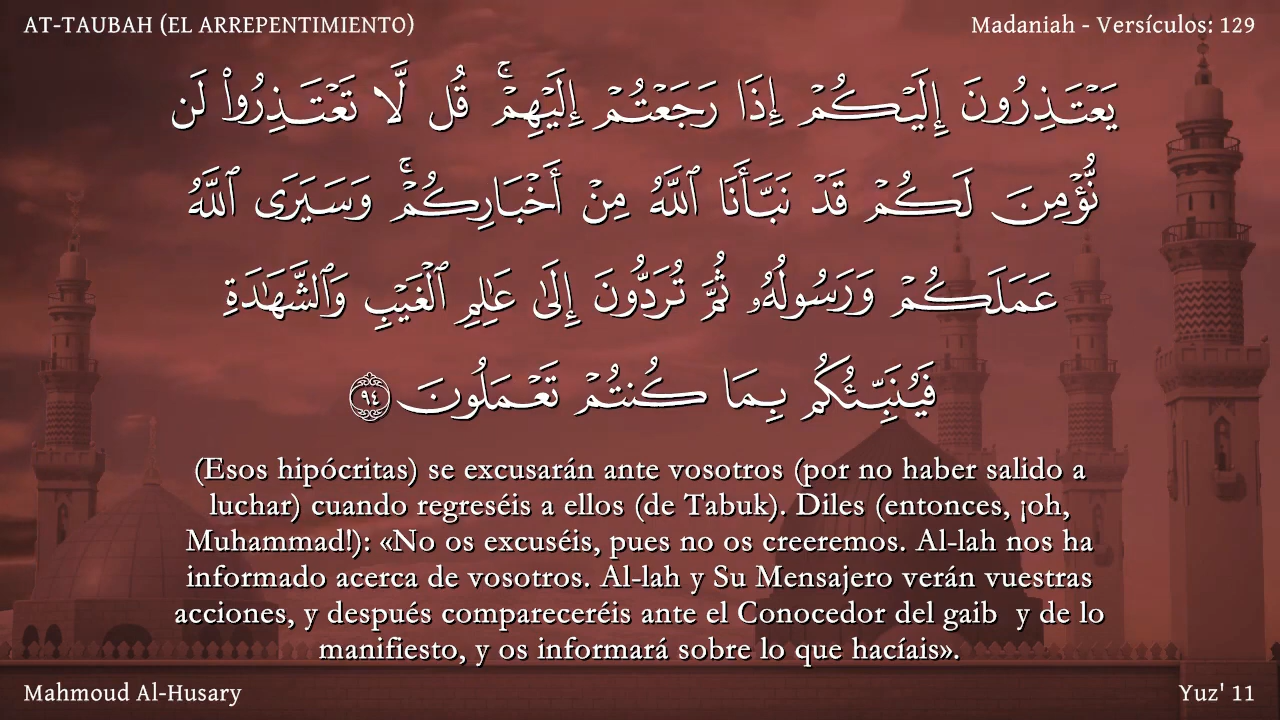 AT-TAUBAH (EL ARREPENTIMIENTO)
Madaniah - Versículos: 129
يَعْتَذِرُونَ إِلَيْكُمْ إِذَا رَجَعْتُمْ إِلَيْهِمْ ۚ قُل لَّا تَعْتَذِرُوا۟ لَن
نُّؤْمِنَ لَكُمْ قَدْ نَبَّأَنَا ٱللَّهُ مِنْ أَخْبَارِكُمْ ۚ وَسَيَرَى ٱللَّهُ
عَمَلَكُمْ وَرَسُولُهُۥ ثُمَّ تُرَدُّونَ إِلَىٰ عَـٰلِمِ ٱلْغَيْبِ وَٱلشَّهَـٰدَةِ
فَيُنَبِّئُكُم بِمَا كُنتُمْ تَعْمَلُونَ ٩٤
(Esos hipócritas) se excusarán ante vosotros (por no haber salido a
luchar) cuando regreséis a ellos (de Tabuk). Diles (entonces, ¡oh,
Muhammad!): «No os excuséis, pues no os creeremos. Al-lah nos ha
informado acerca de vosotros. Al-lah y Su Mensajero verán vuestras
acciones, y después compareceréis ante el Conocedor del gaib  y de lo
manifiesto, y os informará sobre lo que hacíais».
Mahmoud Al-Husary
Yuz' 11